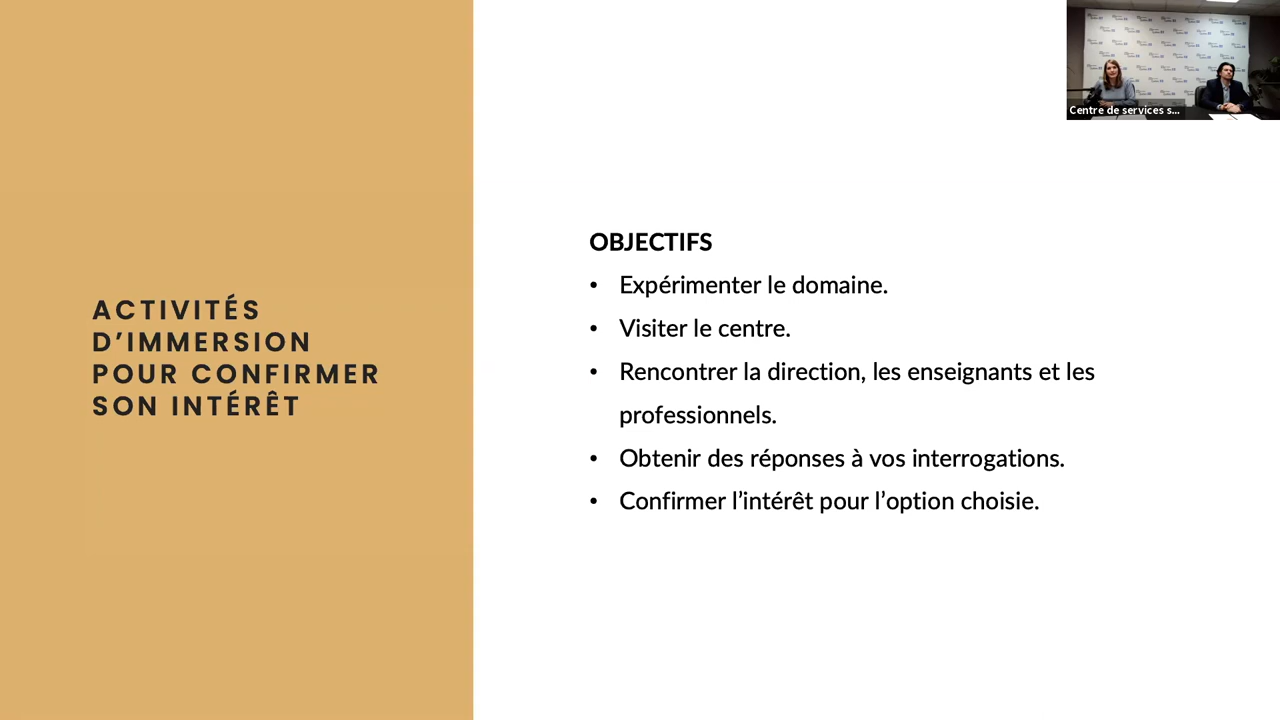 ACTIVITÉS
D’IMMERSION
POUR CONFIRMER
SON INTÉRÊT
OBJECTIFS
• Expérimenter le domaine.
• Visiter le centre.
• Rencontrer la direction, les enseignants et les
professionnels.
• Obtenir des réponses à vos interrogations.
• Confirmer l’intérêt pour l’option choisie.
Centre de services s...